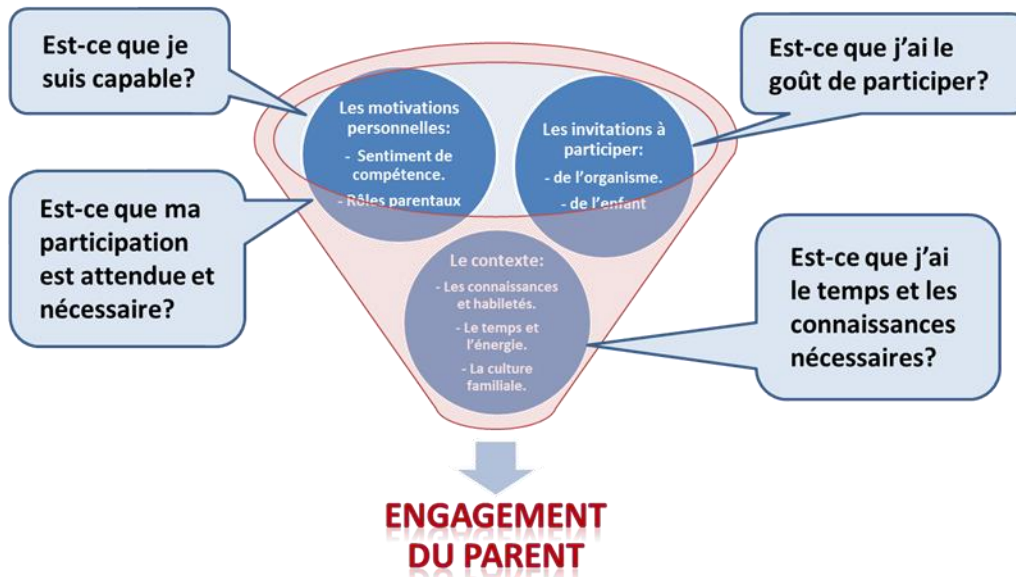 Est-ce que je
suis capable?
Est-ce que j’ai le
goût de participer?
Les motivations
personnelles:
- Sentiment de
compétence.
- Rôles parentaux
Les invitations à
participer:
- de l’organisme.
- de l’enfant
Est-ce que ma
participation
est attendue et
nécessaire?
Le contexte:
- Les connaissances
et habiletés.
- Le temps et
l’énergie.
- La culture
familiale.
Est-ce que j’ai
le temps et les
connaissances
nécessaires?
ENGAGEMENT
DU PARENT